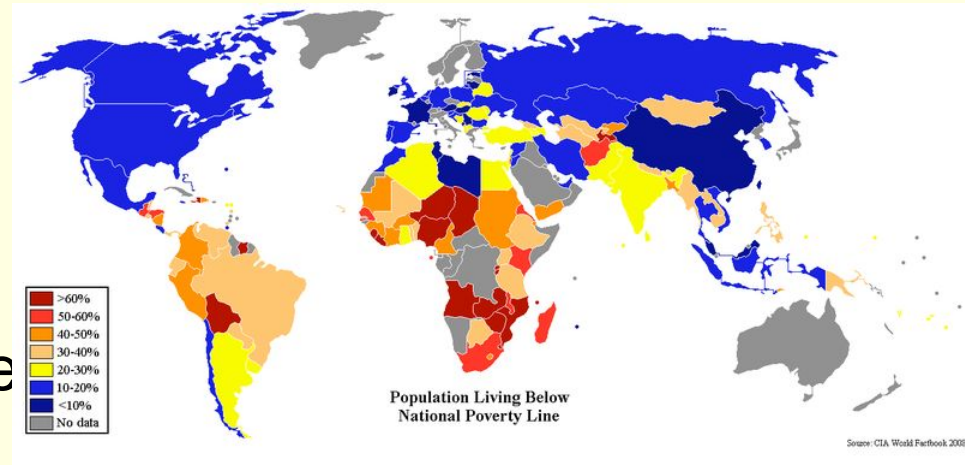 >60%
50-60%
40-50%
30-40%
20-30%
10-20%
<10%
No data
e
Population Living Below
National Poverty Line
Source: CIA World Factbook 2008